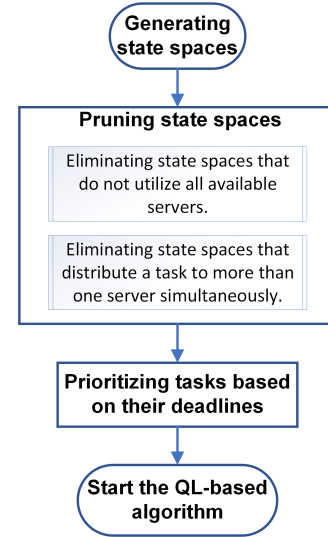 Generating
state spaces
Pruning state spaces
Eliminating state spaces that
do not utilize all available
servers.
Eliminating state spaces that
distribute a task to more than
one server simultaneously.
Prioritizing tasks based
on their deadlines
Start the QL-based
algorithm